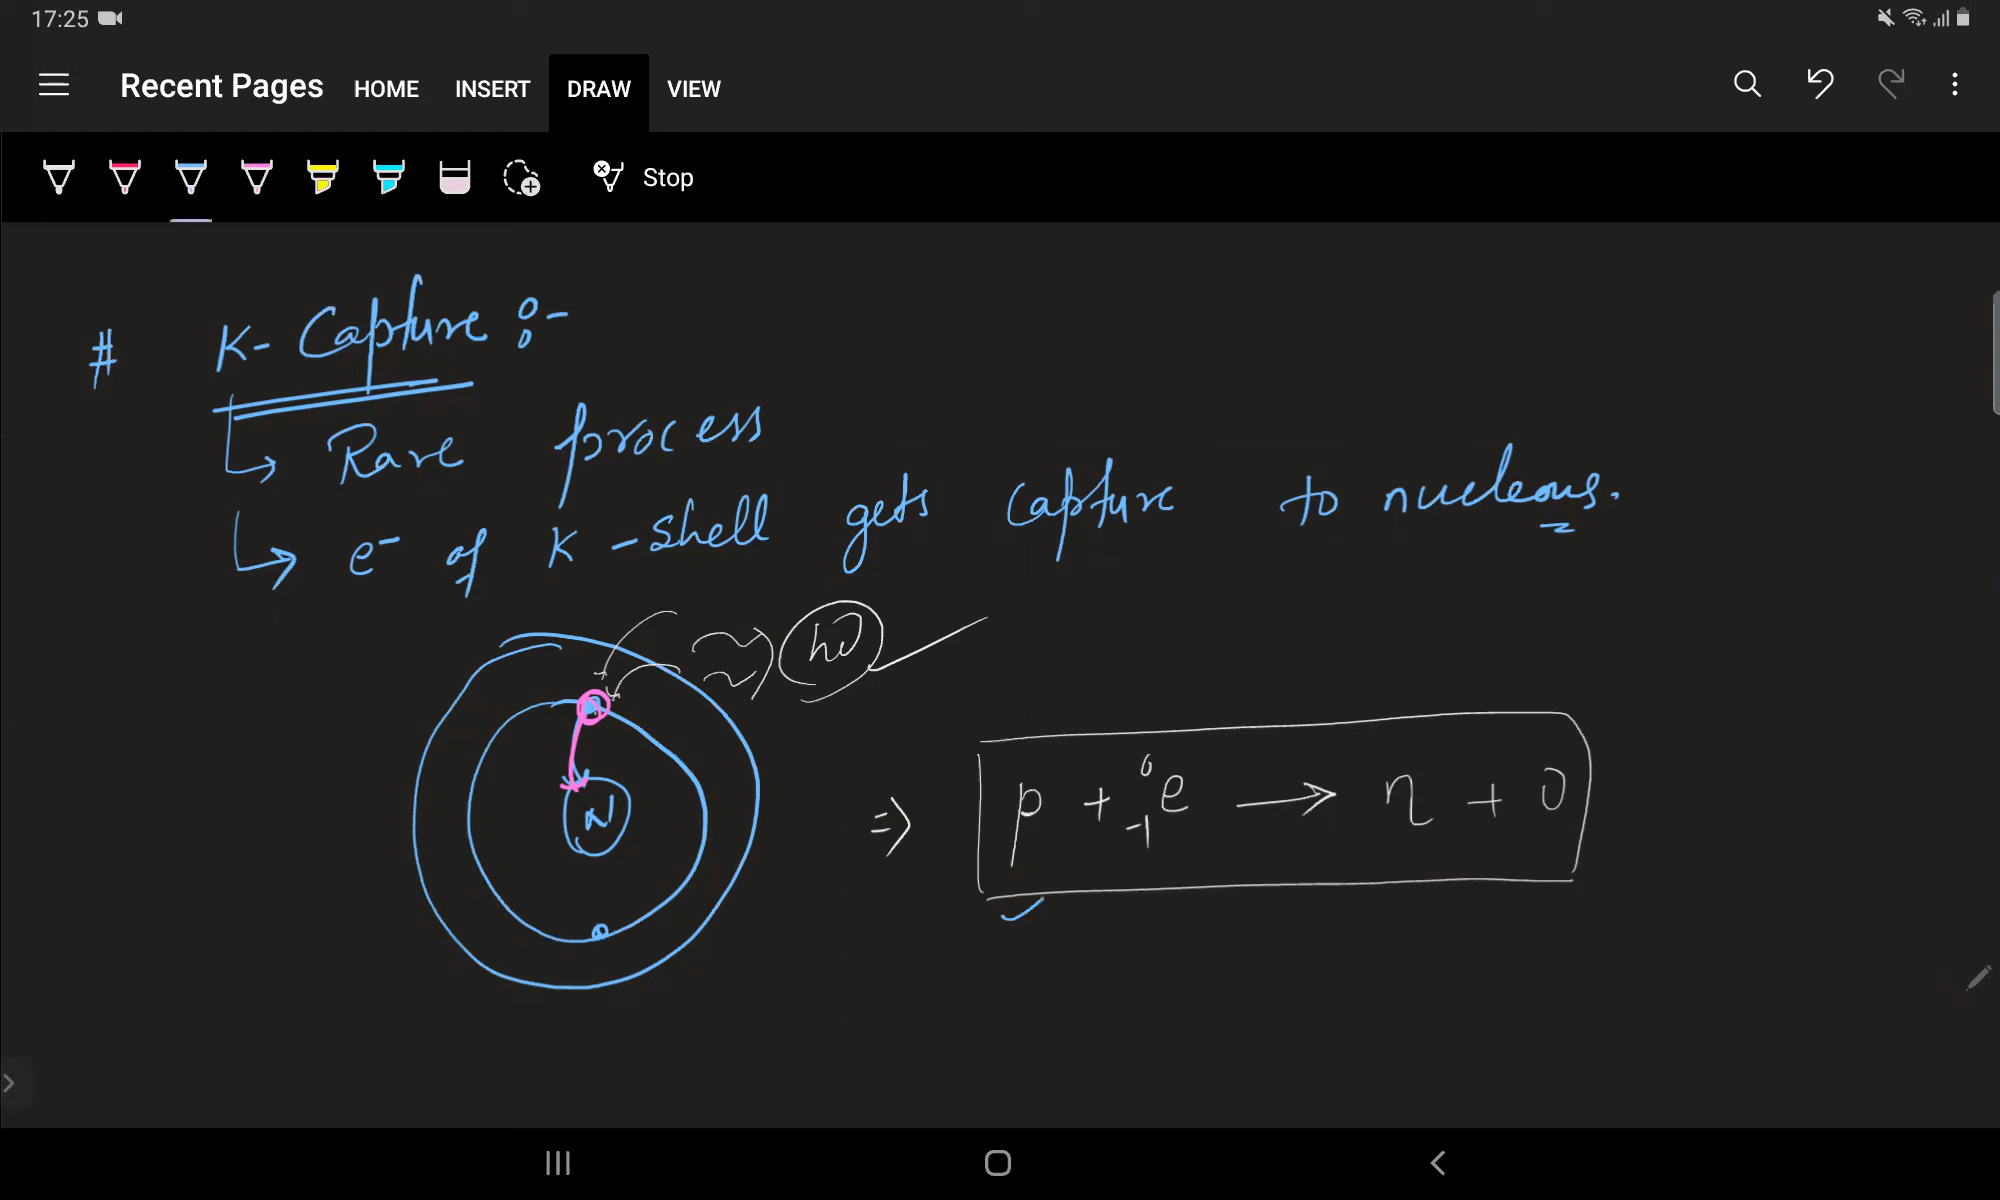 17:25
Recent Pages HOME INSERT DRAW VIEW
Stop
# K- Capture :-
↳ Rare process
↳ e⁻ of K - shell gets capture to nucleous.
hν
N
⇒ p + ⁰₋₁e → n + ν